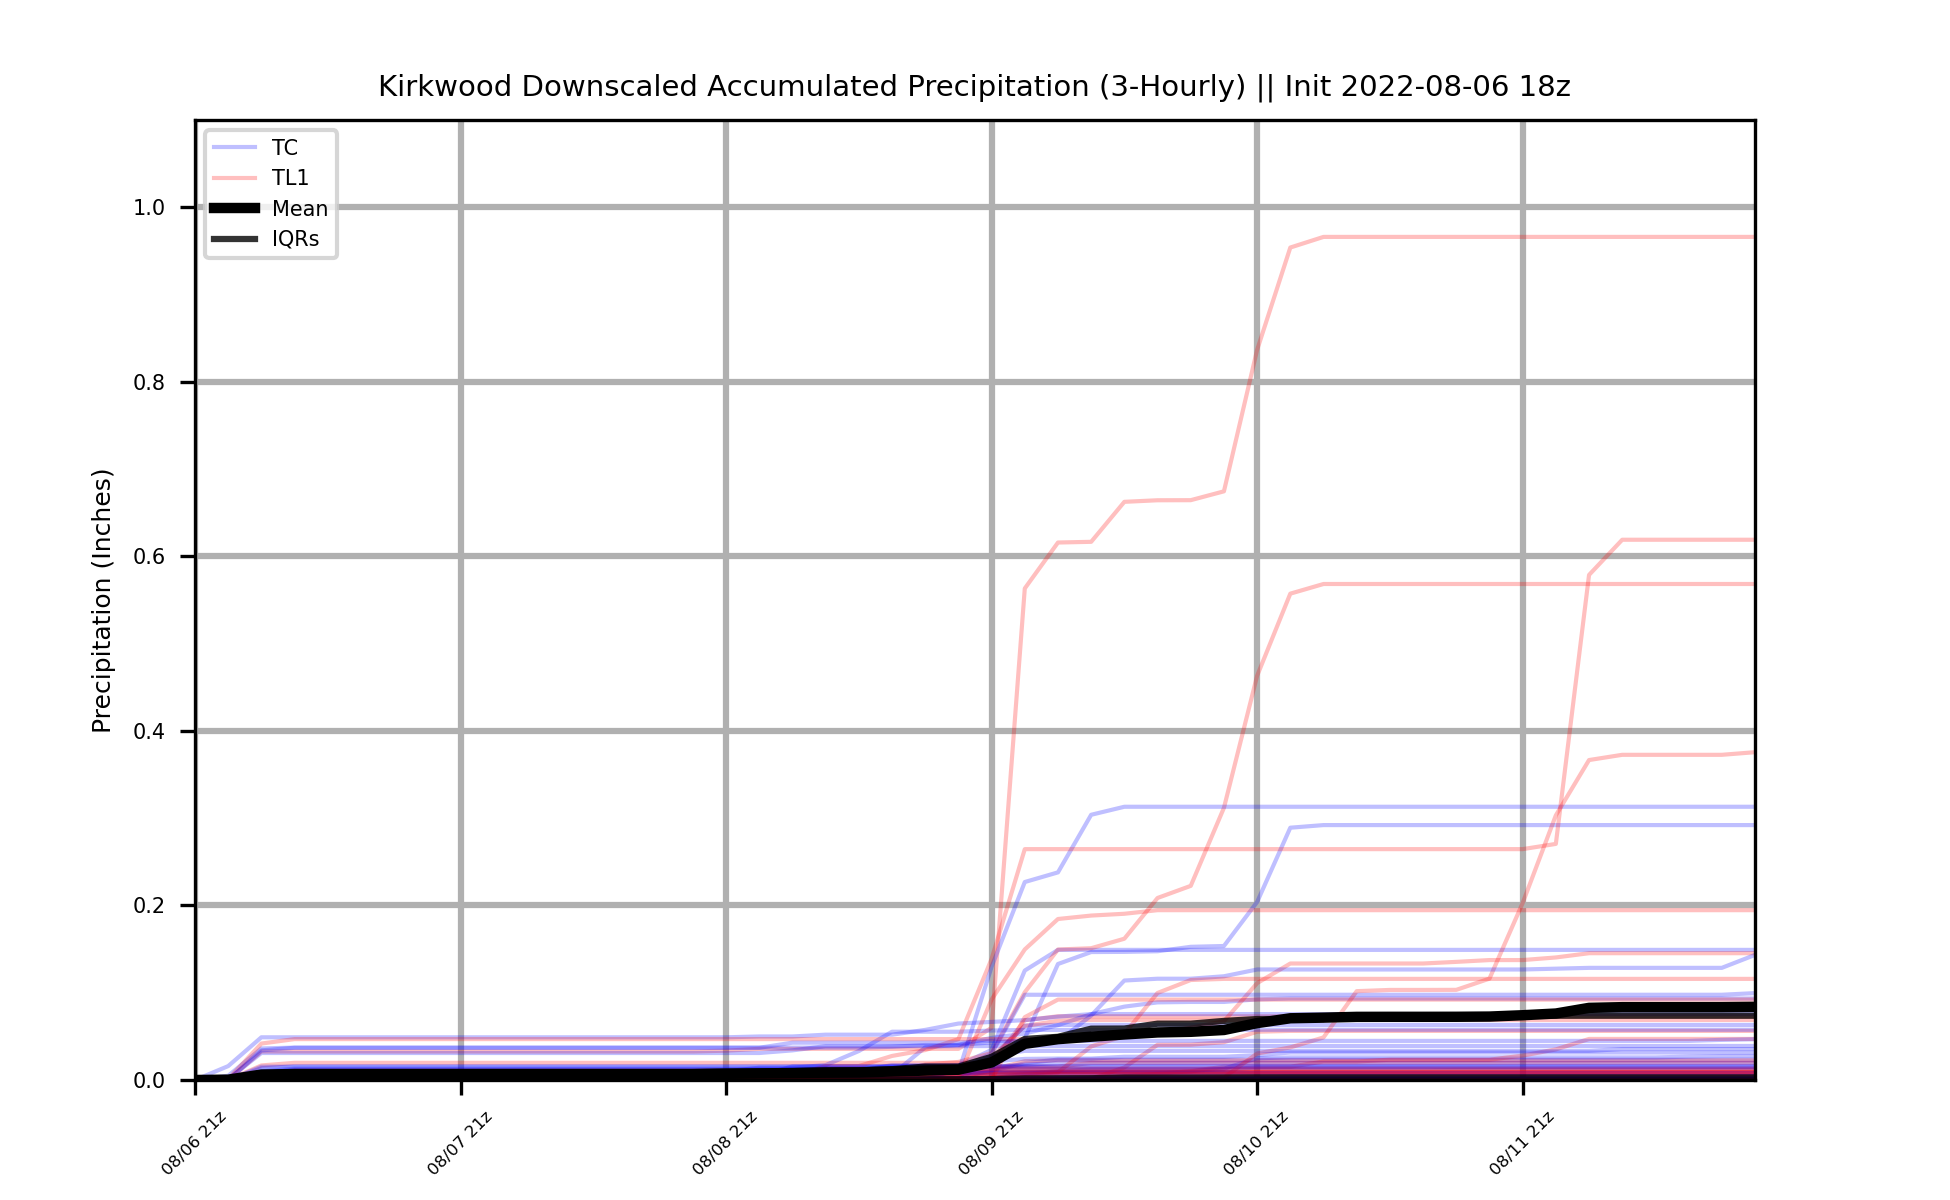 Kirkwood Downscaled Accumulated Precipitation (3-Hourly) || Init 2022-08-06 18z
TC
TL1
Mean
IQRs
Precipitation (Inches)
1.0
0.8
0.6
0.4
0.2
0.0
08/06 21z
08/07 21z
08/08 21z
08/09 21z
08/10 21z
08/11 21z